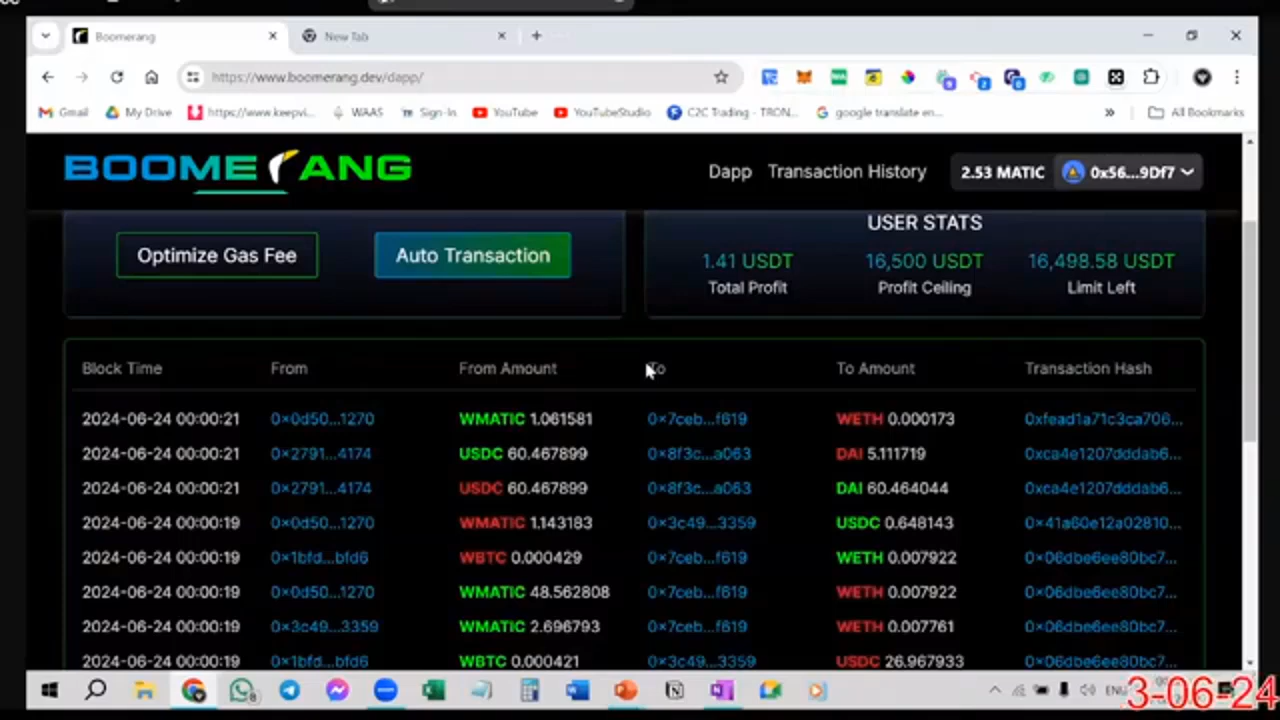 Boomerang
New Tab
https://www.boomerang.dev/dapp/
Gmail My Drive https://www.keepvi... WAAS Sign-In YouTube YouTubeStudio C2C Trading - TRON... google translate en... » All Bookmarks
BOOMERANG Dapp Transaction History 2.53 MATIC 0x56...9Df7
USER STATS
Optimize Gas Fee Auto Transaction
1.41 USDT 16,500 USDT 16,498.58 USDT
Total Profit Profit Ceiling Limit Left
Block Time From From Amount To To Amount Transaction Hash
2024-06-24 00:00:21 0x0d50...1270 WMATIC 1.061581 0x7ceb...f619 WETH 0.000173 0xfead1a71c3ca706...
2024-06-24 00:00:21 0x2791...4174 USDC 60.467899 0x8f3c...a063 DAI 5.111719 0xca4e1207dddab6...
2024-06-24 00:00:21 0x2791...4174 USDC 60.467899 0x8f3c...a063 DAI 60.464044 0xca4e1207dddab6...
2024-06-24 00:00:19 0x0d50...1270 WMATIC 1.143183 0x3c49...3359 USDC 0.648143 0x41a60e12a02810...
2024-06-24 00:00:19 0x1bfd...bfd6 WBTC 0.000429 0x7ceb...f619 WETH 0.007922 0x06dbe6ee80bc7...
2024-06-24 00:00:19 0x0d50...1270 WMATIC 48.562808 0x7ceb...f619 WETH 0.007922 0x06dbe6ee80bc7...
2024-06-24 00:00:19 0x3c49...3359 WMATIC 2.696793 0x7ceb...f619 WETH 0.007761 0x06dbe6ee80bc7...
2024-06-24 00:00:19 0x1bfd...bfd6 WBTC 0.000421 0x3c49...3359 USDC 26.967933 0x06dbe6ee80bc7...
ENG
3-06-24